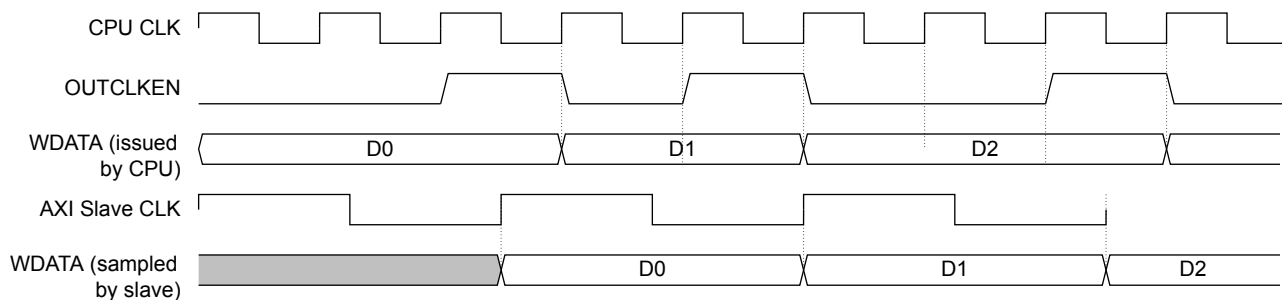 CPU CLK
OUTCLKEN
WDATA (issued
by CPU)
D0 D1 D2
AXI Slave CLK
WDATA (sampled
by slave)
D0 D1 D2